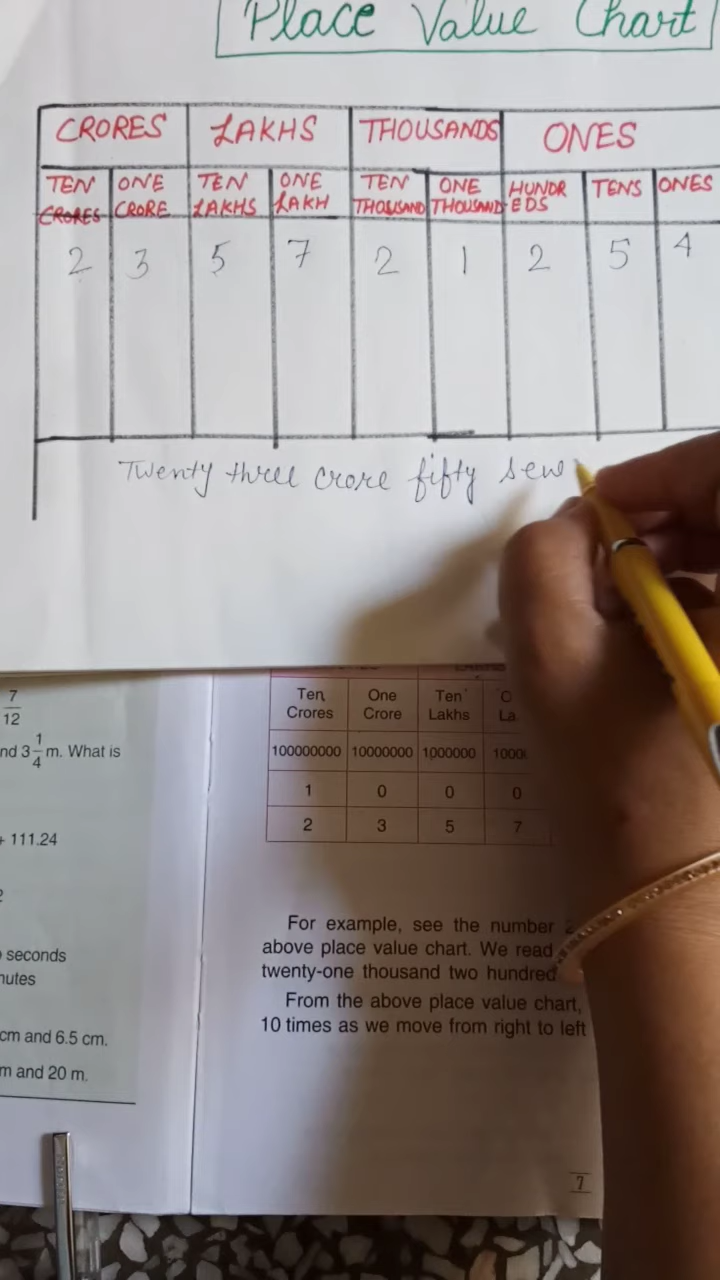 Place Value Chart
CRORES LAKHS THOUSANDS ONES
TEN CRORES ONE CRORE TEN LAKHS ONE LAKH TEN THOUSAND ONE THOUSAND HUNDR EDS TENS ONES
2 3 5 7 2 1 2 5 4
Twenty three crore fifty sev
Ten Crores One Crore Ten Lakhs
100000000 10000000 1000000
1 0 0 0
2 3 5 7
7/12
nd 3 1/4 m. What is
+ 111.24
seconds
nutes
cm and 6.5 cm.
m and 20 m.
For example, see the number
above place value chart. We read
twenty-one thousand two hundred
From the above place value chart,
10 times as we move from right to left
7